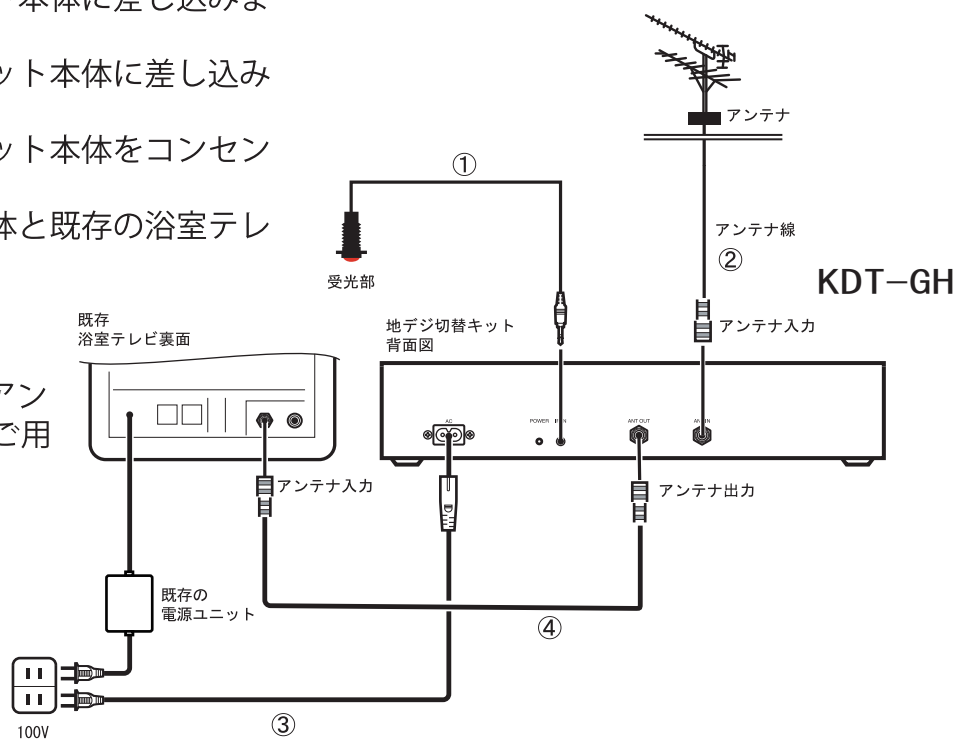 本体に差し込みま
ット本体に差し込み
ット本体をコンセン
体と既存の浴室テレ
アン
ご用
アンテナ
①
アンテナ線
②
受光部
KDT−GH
既存
浴室テレビ裏面
地デジ切替キット
背面図
アンテナ入力
AC
POWER
ANT OUT
アンテナ入力
アンテナ出力
既存の
電源ユニット
④
③
100V